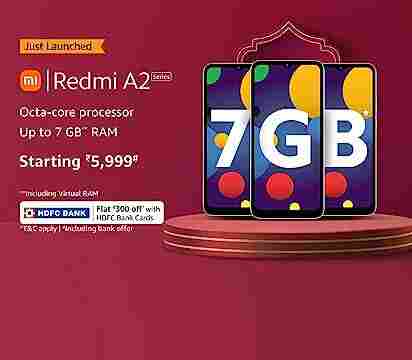 Just Launched
mi | Redmi A2 Series
Octa-core processor
Up to 7 GB** RAM
Starting ₹5,999#
**Including Virtual RAM
HDFC BANK
Flat ₹300 off* with
HDFC Bank Cards
*T&C apply | #Including bank offer
7GB